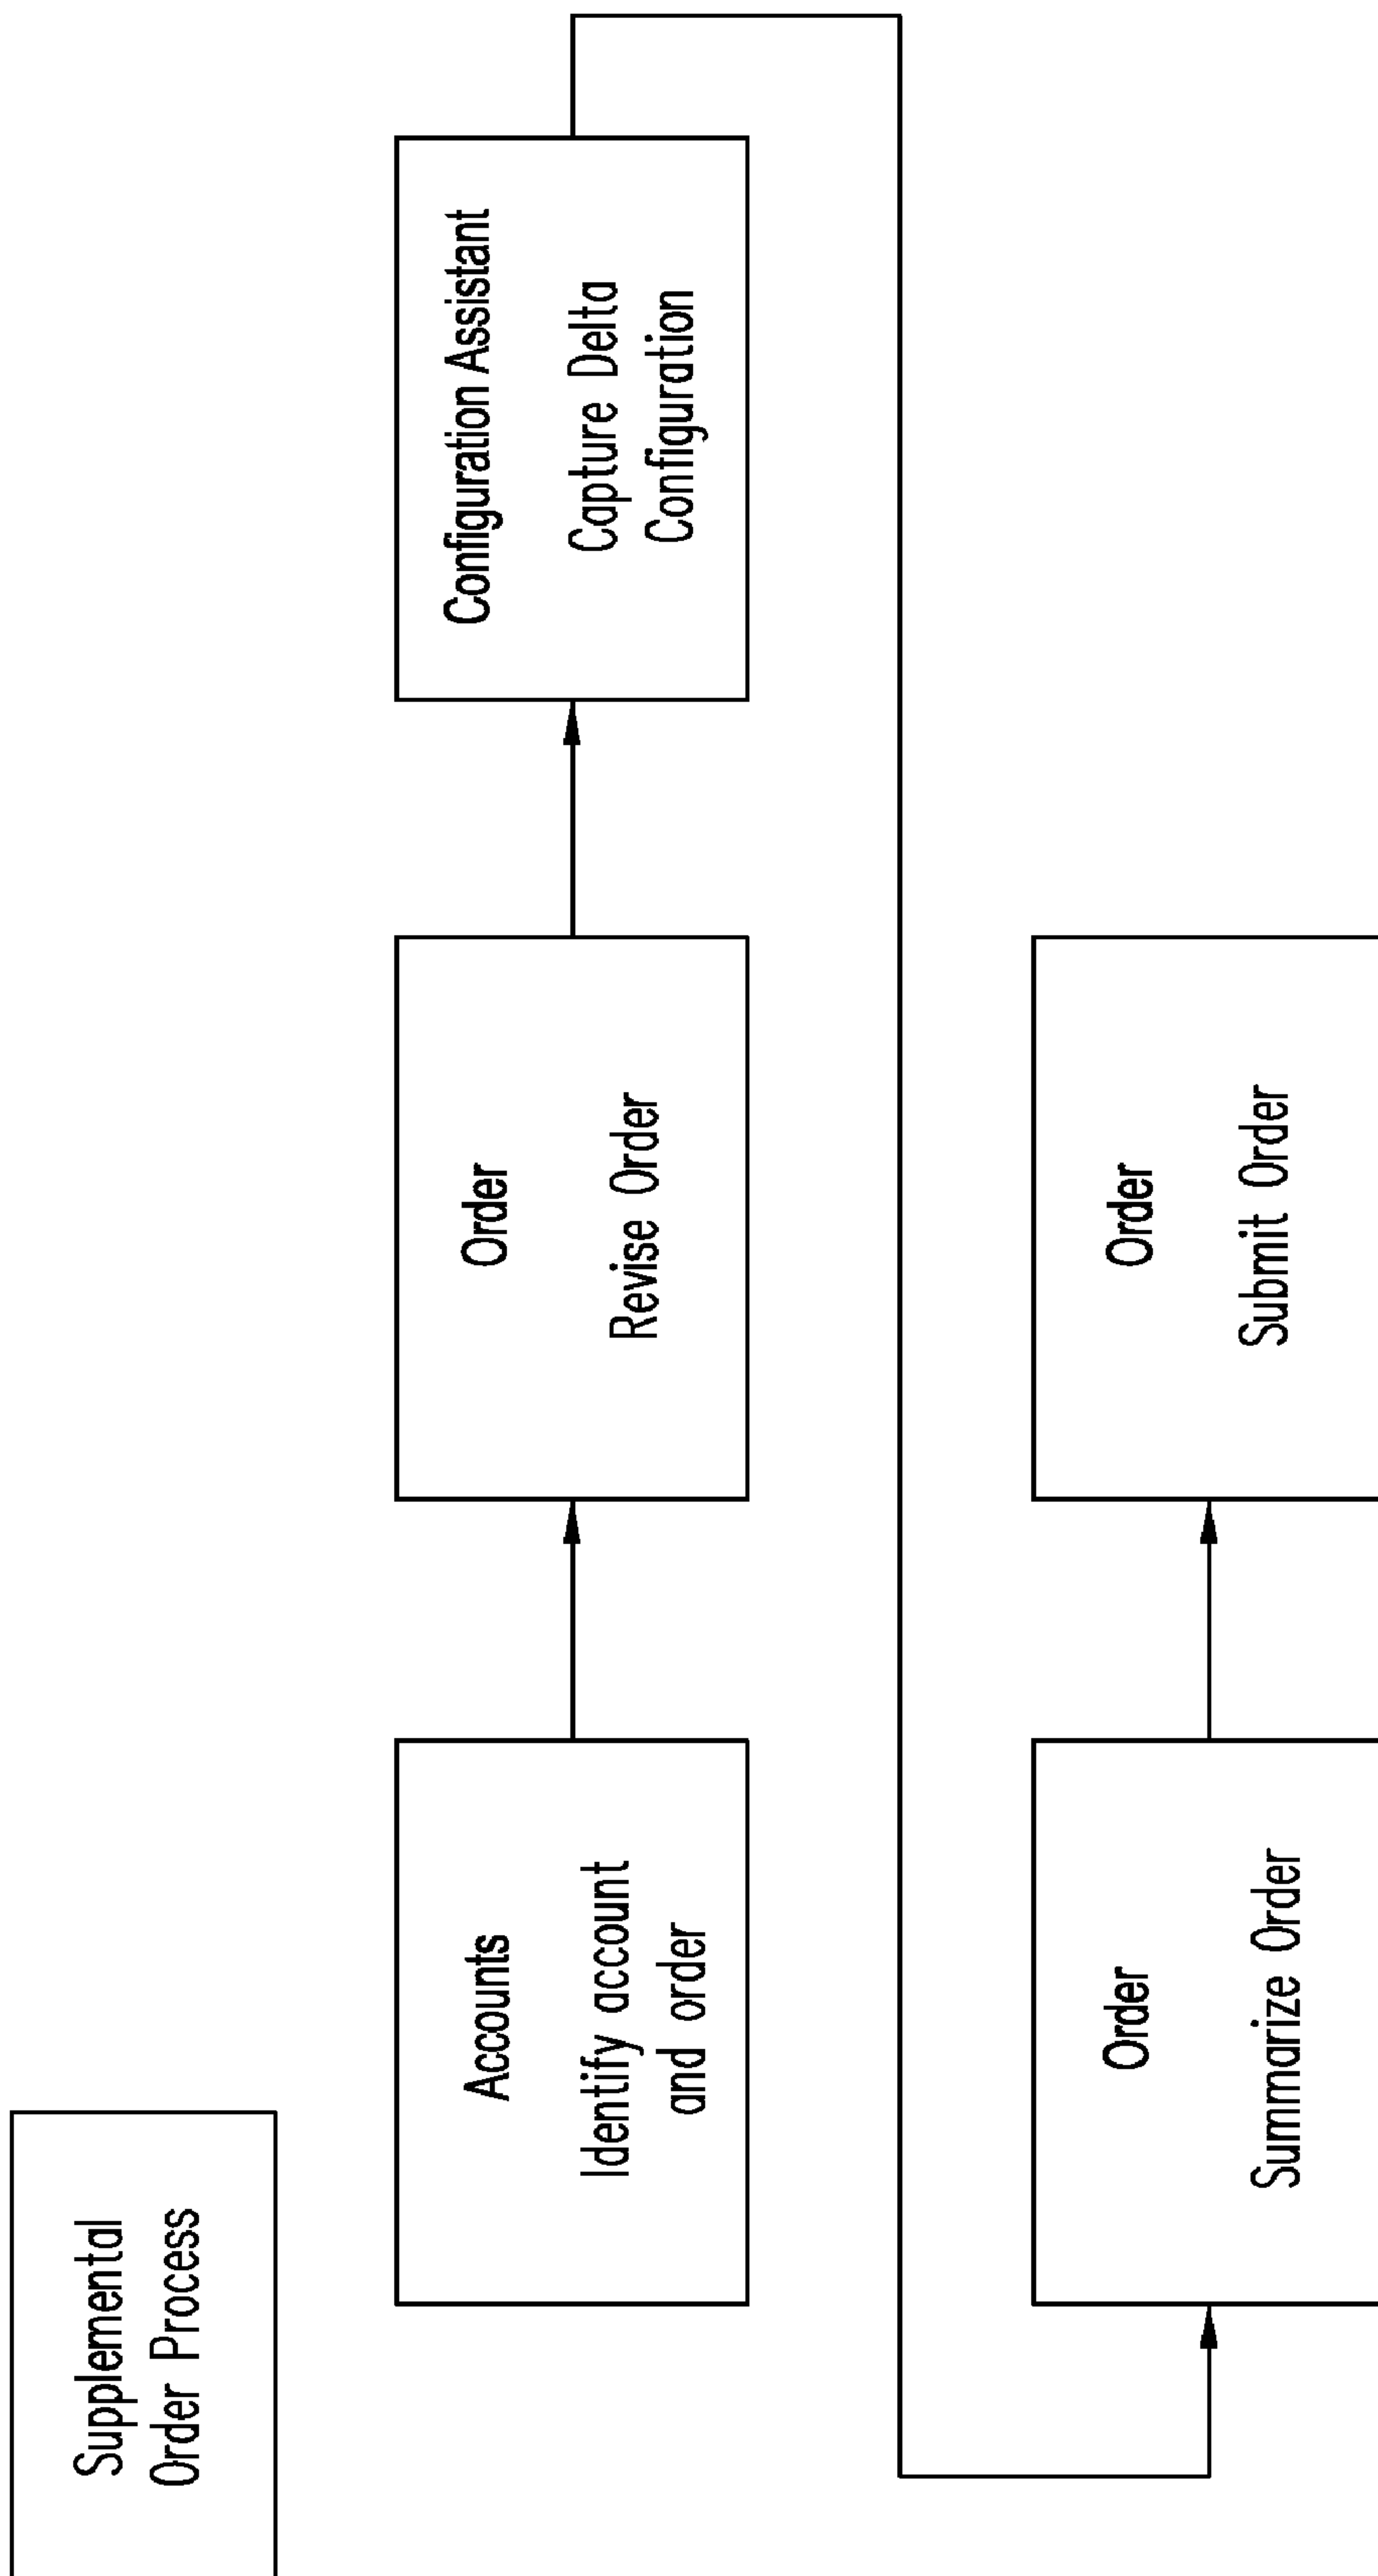 Supplemental
Order Process
Accounts
Identify account
and order
Order
Revise Order
Configuration Assistant
Capture Delta
Configuration
Order
Summarize Order
Order
Submit Order